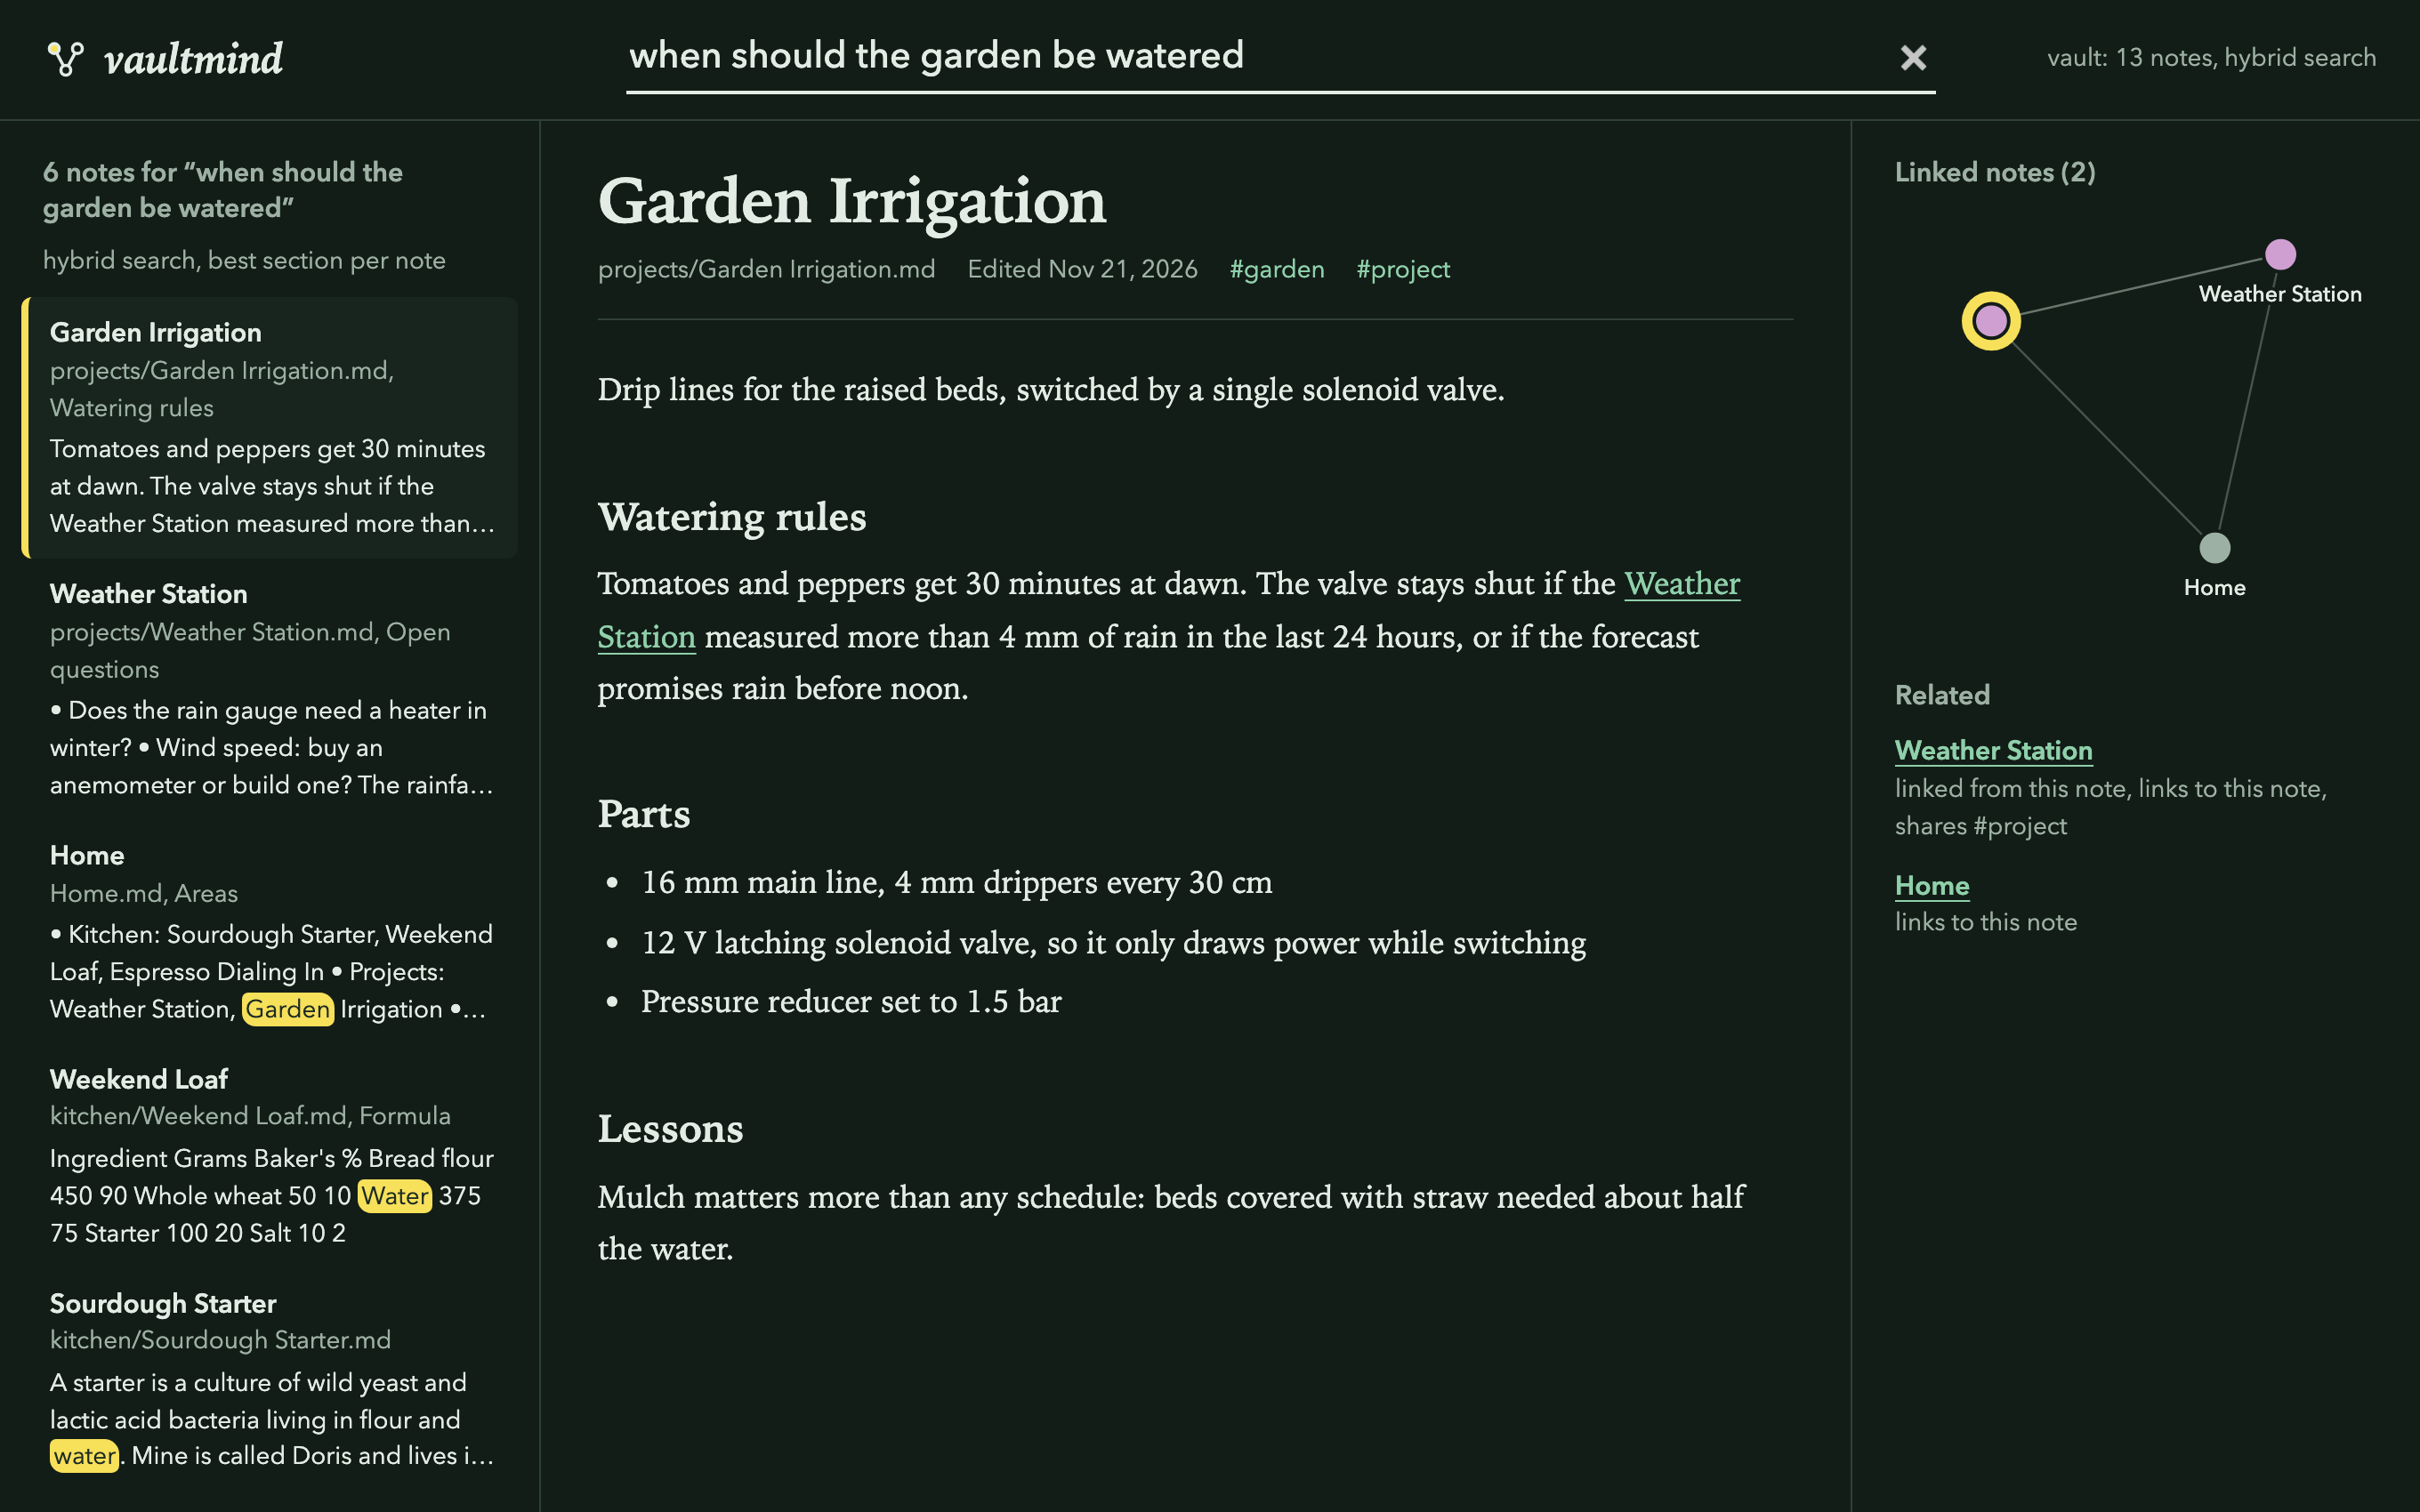 vaultmind
when should the garden be watered
vault: 13 notes, hybrid search
6 notes for “when should the
garden be watered”
hybrid search, best section per note
Garden Irrigation
projects/Garden Irrigation.md,
Watering rules
Tomatoes and peppers get 30 minutes
at dawn. The valve stays shut if the
Weather Station measured more than…
Weather Station
projects/Weather Station.md, Open
questions
• Does the rain gauge need a heater in
winter? • Wind speed: buy an
anemometer or build one? The rainfa…
Home
Home.md, Areas
• Kitchen: Sourdough Starter, Weekend
Loaf, Espresso Dialing In • Projects:
Weather Station, Garden Irrigation •…
Weekend Loaf
kitchen/Weekend Loaf.md, Formula
Ingredient Grams Baker's % Bread flour
450 90 Whole wheat 50 10 Water 375
75 Starter 100 20 Salt 10 2
Sourdough Starter
kitchen/Sourdough Starter.md
A starter is a culture of wild yeast and
lactic acid bacteria living in flour and
water. Mine is called Doris and lives i…
Garden Irrigation
projects/Garden Irrigation.md Edited Nov 21, 2026 #garden #project
Drip lines for the raised beds, switched by a single solenoid valve.
Watering rules
Tomatoes and peppers get 30 minutes at dawn. The valve stays shut if the Weather
Station measured more than 4 mm of rain in the last 24 hours, or if the forecast
promises rain before noon.
Parts
• 16 mm main line, 4 mm drippers every 30 cm
• 12 V latching solenoid valve, so it only draws power while switching
• Pressure reducer set to 1.5 bar
Lessons
Mulch matters more than any schedule: beds covered with straw needed about half
the water.
Linked notes (2)
Weather Station
Home
Related
Weather Station
linked from this note, links to this note,
shares #project
Home
links to this note